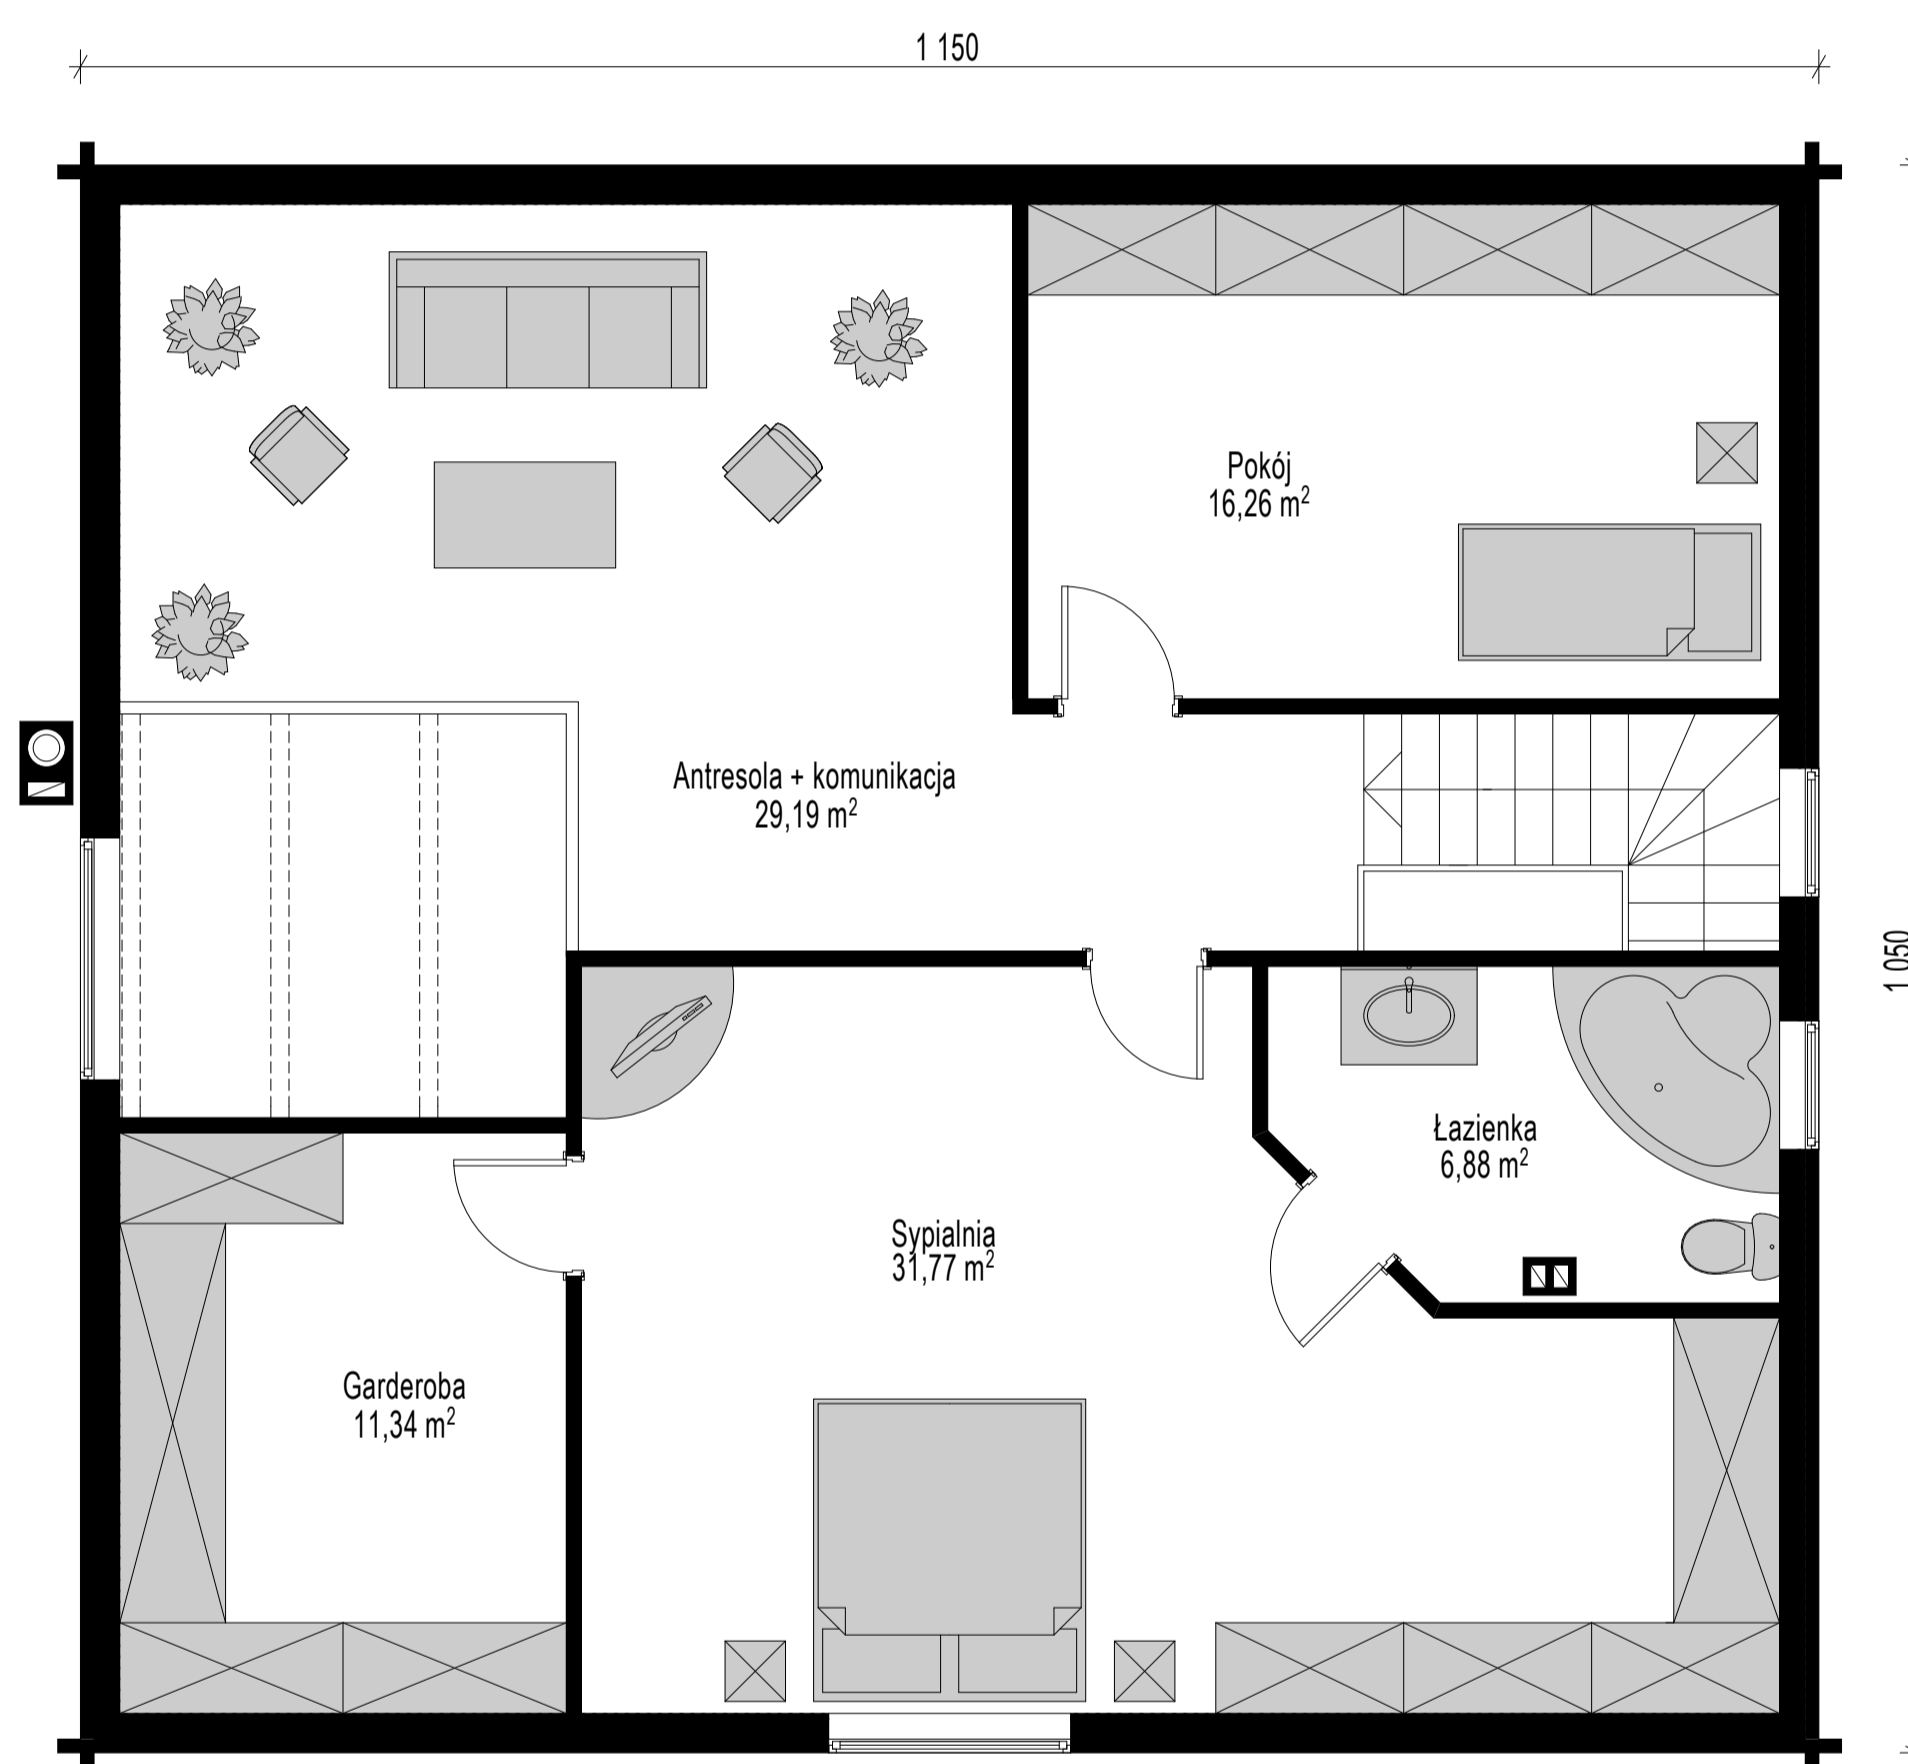 1 150
Pokój
16,26 m²
Antresola + komunikacja
29,19 m²
1 050
Łazienka
6,88 m²
Sypialnia
31,77 m²
Garderoba
11,34 m²